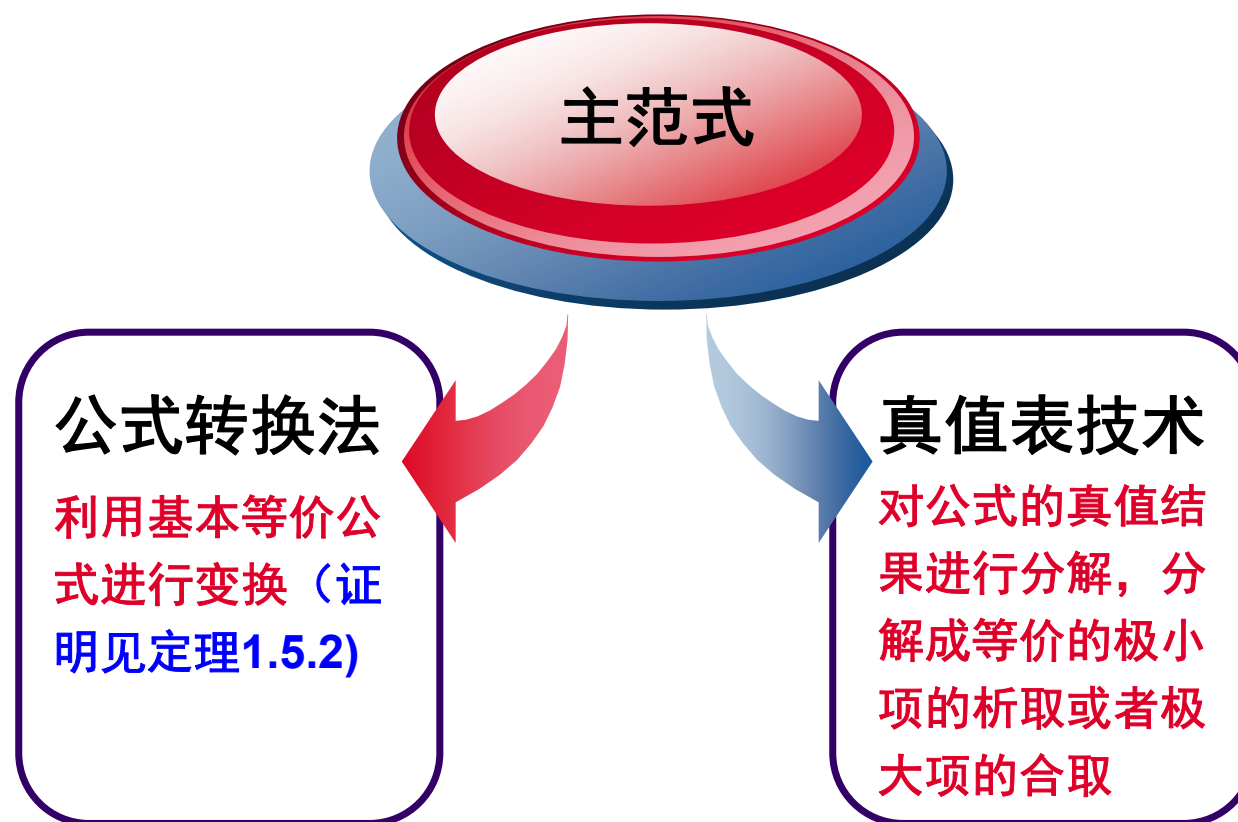 主范式
公式转换法
利用基本等价公
式进行变换（证
明见定理1.5.2)
真值表技术
对公式的真值结
果进行分解，分
解成等价的极小
项的析取或者极
大项的合取